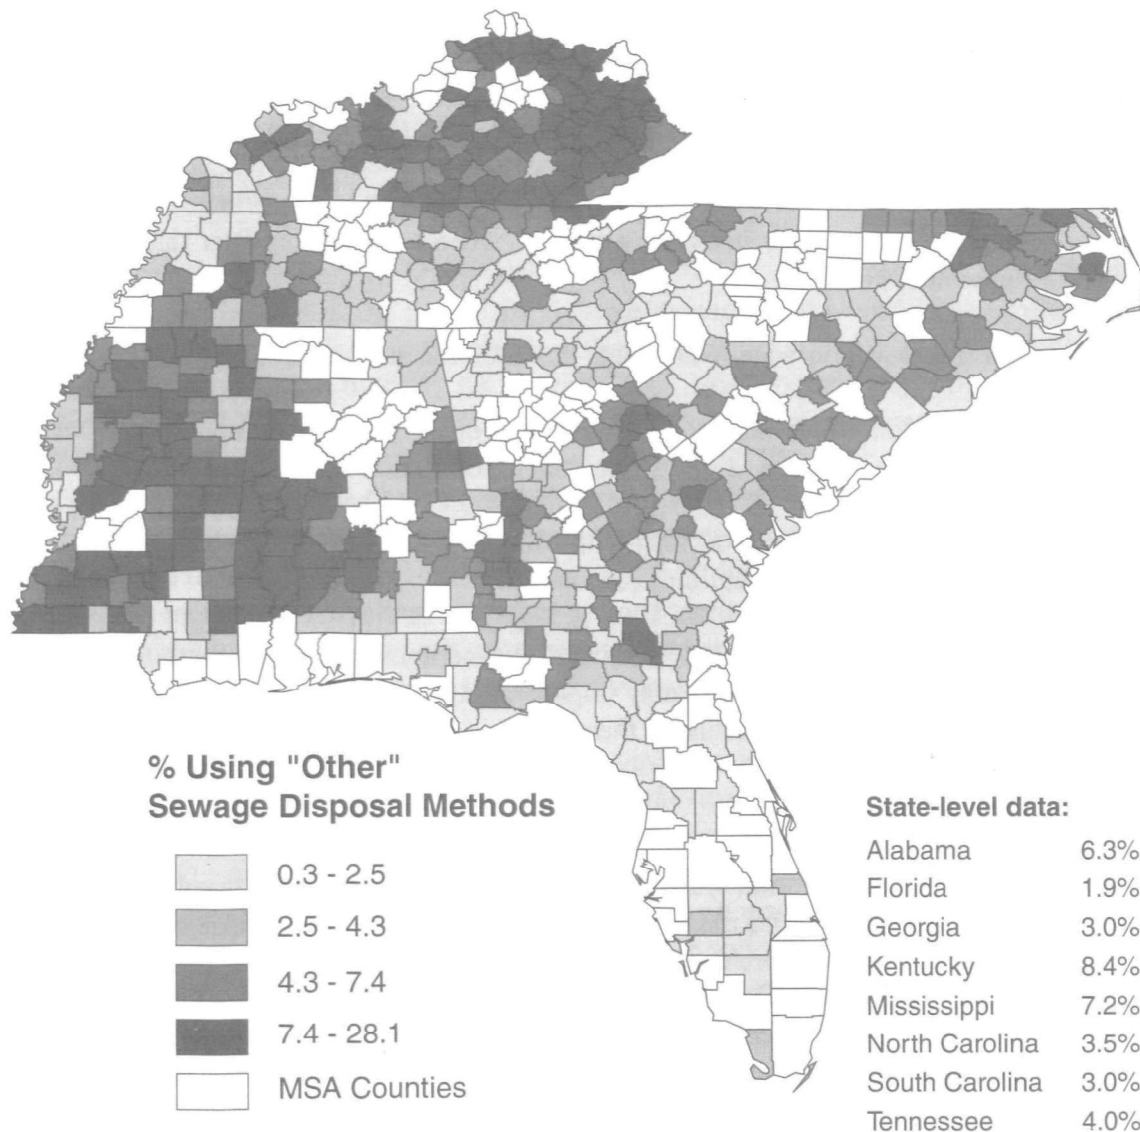 % Using "Other"
Sewage Disposal Methods
0.3 - 2.5
2.5 - 4.3
4.3 - 7.4
7.4 - 28.1
MSA Counties
State-level data:
Alabama 6.3%
Florida 1.9%
Georgia 3.0%
Kentucky 8.4%
Mississippi 7.2%
North Carolina 3.5%
South Carolina 3.0%
Tennessee 4.0%